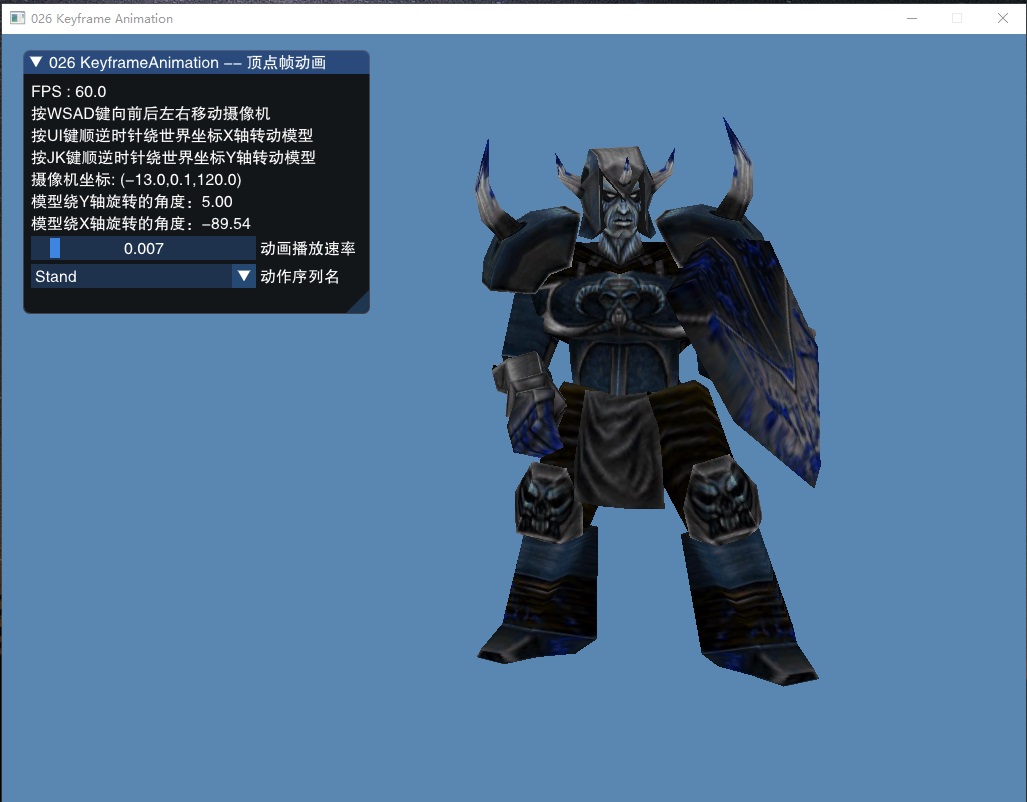 026 Keyframe Animation
026 KeyframeAnimation -- 顶点帧动画
FPS : 60.0
按WSAD键向前后左右移动摄像机
按UI键顺逆时针绕世界坐标X轴转动模型
按JK键顺逆时针绕世界坐标Y轴转动模型
摄像机坐标: (-13.0,0.1,120.0)
模型绕Y轴旋转的角度：5.00
模型绕X轴旋转的角度：-89.54
0.007 动画播放速率
Stand 动作序列名